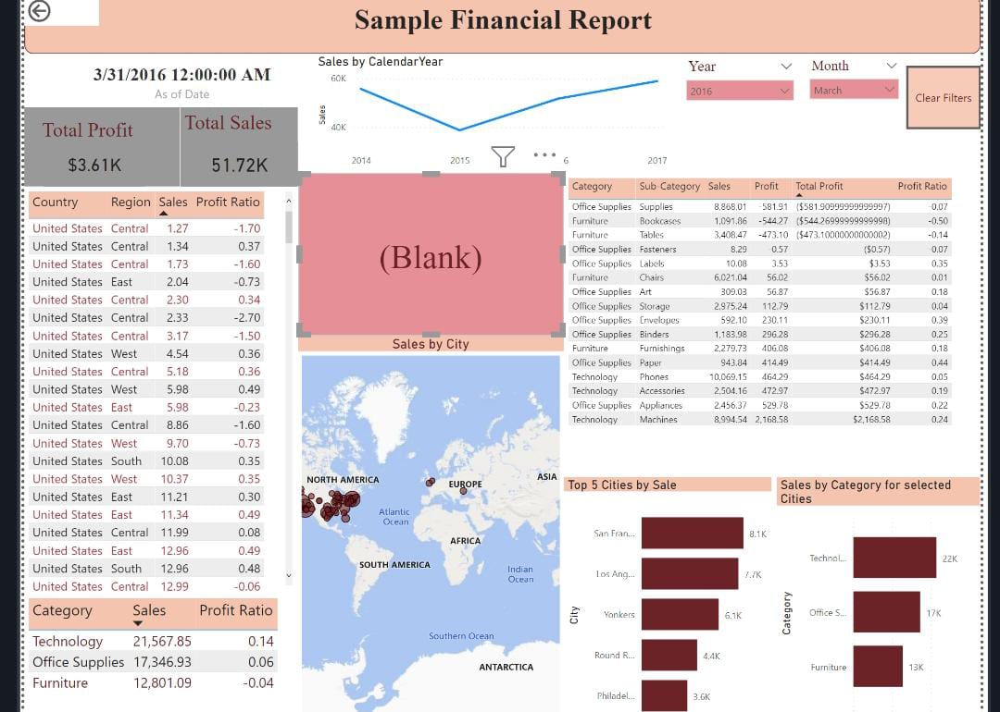 Sample Financial Report
3/31/2016 12:00:00 AM
As of Date
Total Profit
$3.61K
Total Sales
51.72K
Sales by CalendarYear
60K
40K
Sales
2014
2015
6
2017
Year
2016
Month
March
Clear Filters
Country Region Sales Profit Ratio
United States Central 1.27 -1.70
United States Central 1.34 0.37
United States Central 1.73 -1.60
United States East 2.04 -0.73
United States Central 2.30 0.34
United States Central 2.33 -2.70
United States Central 3.17 -1.50
United States West 4.54 0.36
United States Central 5.18 0.36
United States West 5.98 0.49
United States East 5.98 -0.23
United States Central 8.86 -1.60
United States West 9.70 -0.73
United States South 10.08 0.35
United States West 10.37 0.35
United States East 11.21 0.30
United States East 11.34 0.49
United States Central 11.99 0.08
United States East 12.96 0.49
United States South 12.96 0.48
United States Central 12.99 -0.06
Category Sales Profit Ratio
Technology 21,567.85 0.14
Office Supplies 17,346.93 0.06
Furniture 12,801.09 -0.04
(Blank)
Sales by City
NORTH AMERICA
EUROPE
ASIA
Atlantic
Ocean
AFRICA
SOUTH AMERICA
Indian
Ocean
Southern Ocean
ANTARCTICA
Category Sub-Category Sales Profit Total Profit Profit Ratio
Office Supplies Supplies 8,868.01 -581.91 ($581.90999999999997) -0.07
Furniture Bookcases 1,091.86 -544.27 ($544.26999999999998) -0.50
Furniture Tables 3,408.47 -473.10 ($473.10000000000002) -0.14
Office Supplies Fasteners 8.29 -0.57 ($0.57) -0.07
Office Supplies Labels 10.08 3.53 $3.53 0.35
Furniture Chairs 6,021.04 56.02 $56.02 0.01
Office Supplies Art 309.03 56.87 $56.87 0.18
Office Supplies Storage 2,975.24 112.79 $112.79 0.04
Office Supplies Envelopes 592.10 230.11 $230.11 0.39
Office Supplies Binders 1,183.98 296.28 $296.28 0.25
Furniture Furnishings 2,279.73 406.08 $406.08 0.18
Office Supplies Paper 943.84 414.49 $414.49 0.44
Technology Phones 10,069.15 464.29 $464.29 0.05
Technology Accessories 2,504.16 472.97 $472.97 0.19
Office Supplies Appliances 2,456.37 529.78 $529.78 0.22
Technology Machines 8,994.54 2,168.58 $2,168.58 0.24
Top 5 Cities by Sale
City
San Fran... 8.1K
Los Ang... 7.7K
Yonkers 6.1K
Round R... 4.4K
Philadel... 3.6K
Sales by Category for selected
Cities
Category
Technol... 22K
Office S... 17K
Furniture 13K